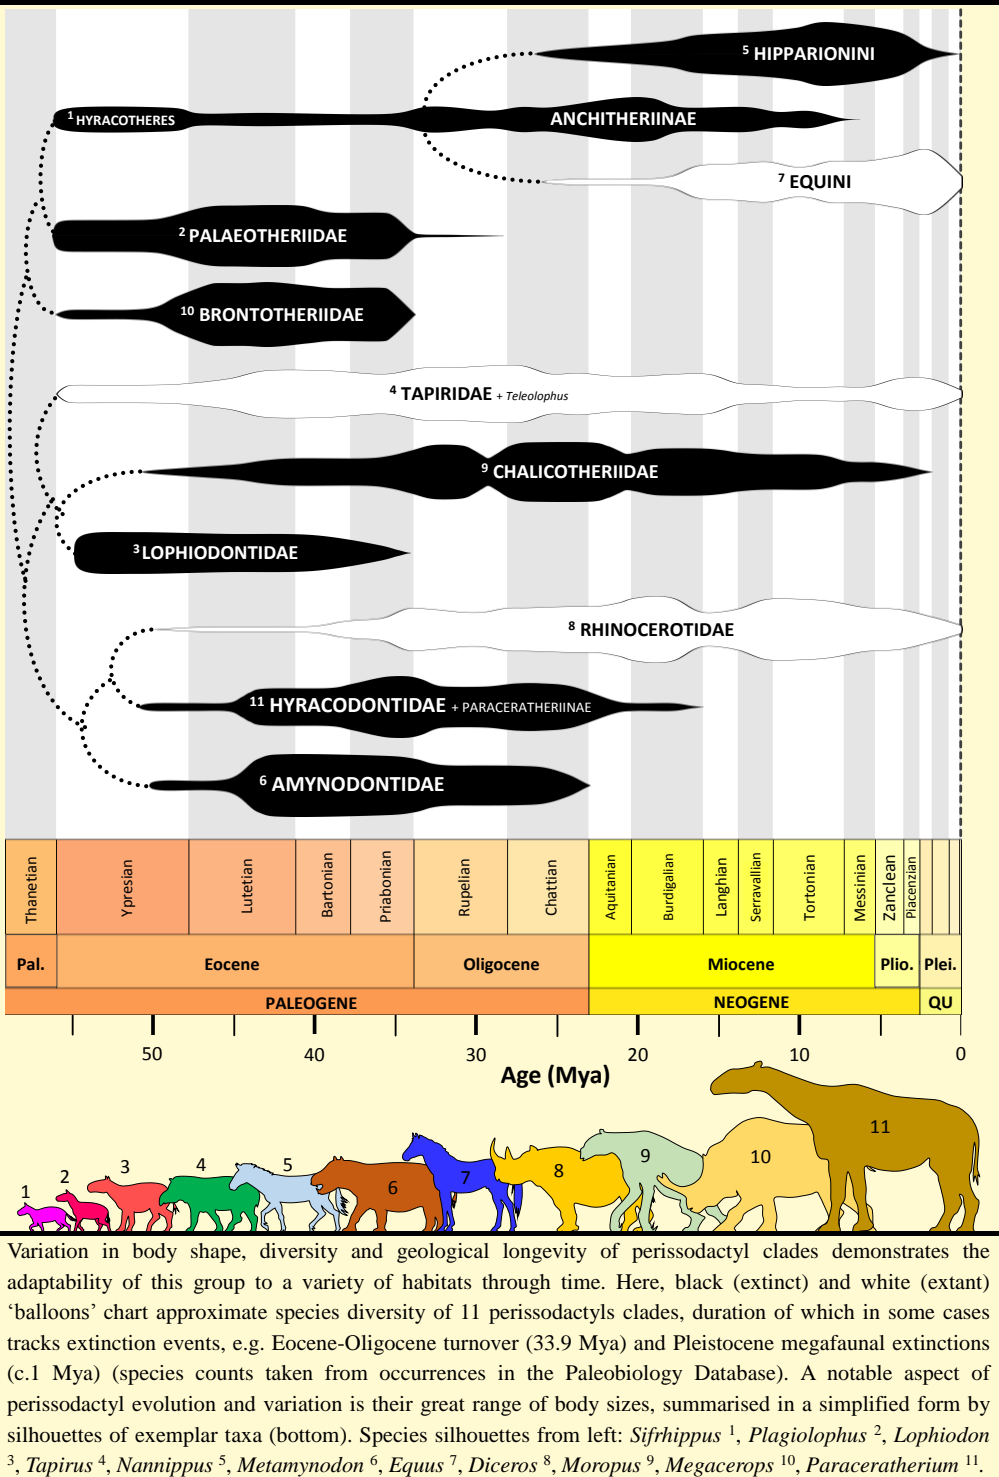 5 HIPPARIONINI
1 HYRACOTHERES
ANCHITHERIINAE
7 EQUINI
2 PALAEOTHERIIDAE
10 BRONTOTHERIIDAE
4 TAPIRIDAE + Teleolophus
9 CHALICOTHERIIDAE
3 LOPHIODONTIDAE
8 RHINOCEROTIDAE
11 HYRACODONTIDAE + PARACERATHERIINAE
6 AMYNODONTIDAE
Thanetian Ypresian Lutetian Bartonian Priabonian Rupelian Chattian Aquitanian Burdigalian Langhian Serravallian Tortonian Messinian Zanclean Piacenzian
Pal. Eocene Oligocene Miocene Plio. Plei.
PALEOGENE NEOGENE QU
50 40 30 20 10 0
Age (Mya)
1 2 3 4 5 6 7 8 9 10 11
Variation in body shape, diversity and geological longevity of perissodactyl clades demonstrates the
adaptability of this group to a variety of habitats through time. Here, black (extinct) and white (extant)
‘balloons’ chart approximate species diversity of 11 perissodactyls clades, duration of which in some cases
tracks extinction events, e.g. Eocene-Oligocene turnover (33.9 Mya) and Pleistocene megafaunal extinctions
(c.1 Mya) (species counts taken from occurrences in the Paleobiology Database). A notable aspect of
perissodactyl evolution and variation is their great range of body sizes, summarised in a simplified form by
silhouettes of exemplar taxa (bottom). Species silhouettes from left: Sifrhippus 1, Plagiolophus 2, Lophiodon
3, Tapirus 4, Nannippus 5, Metamynodon 6, Equus 7, Diceros 8, Moropus 9, Megacerops 10, Paraceratherium 11.